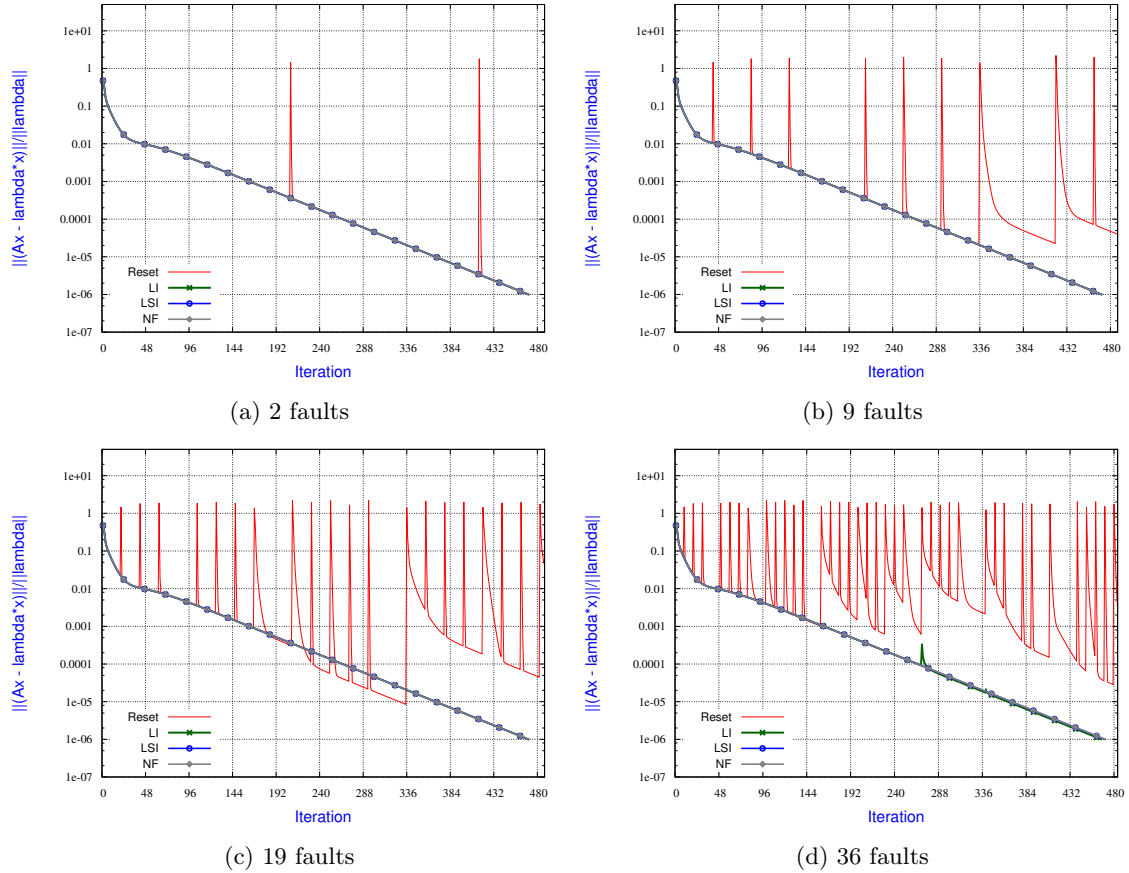 ||(Ax - lambda*x)||/||lambda||
1e+01
1
0.1
0.01
0.001
0.0001
1e-05
1e-06
1e-07
Reset
LI
LSI
NF
0 48 96 144 192 240 288 336 384 432 480
Iteration
(a) 2 faults
||(Ax - lambda*x)||/||lambda||
1e+01
1
0.1
0.01
0.001
0.0001
1e-05
1e-06
1e-07
Reset
LI
LSI
NF
0 48 96 144 192 240 288 336 384 432 480
Iteration
(b) 9 faults
||(Ax - lambda*x)||/||lambda||
1e+01
1
0.1
0.01
0.001
0.0001
1e-05
1e-06
1e-07
Reset
LI
LSI
NF
0 48 96 144 192 240 288 336 384 432 480
Iteration
(c) 19 faults
||(Ax - lambda*x)||/||lambda||
1e+01
1
0.1
0.01
0.001
0.0001
1e-05
1e-06
1e-07
Reset
LI
LSI
NF
0 48 96 144 192 240 288 336 384 432 480
Iteration
(d) 36 faults